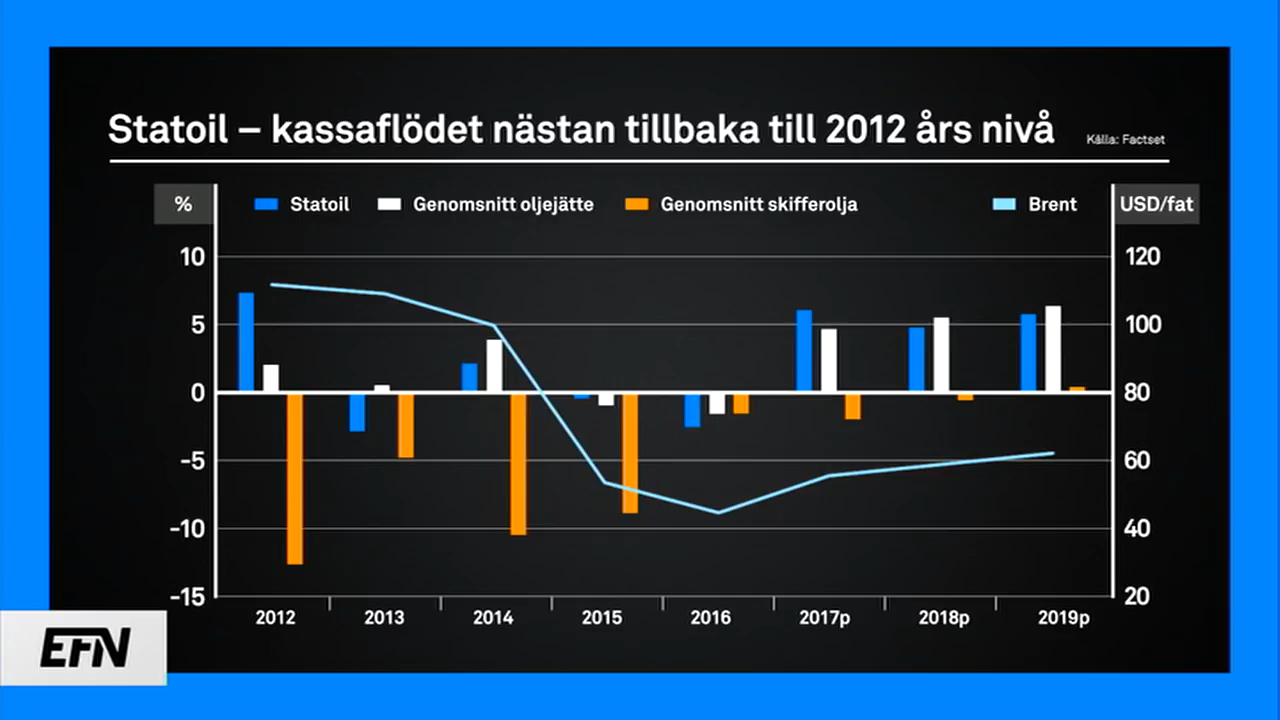 Statoil – kassaflödet nästan tillbaka till 2012 års nivå
Källa: Factset
% Statoil Genomsnitt oljejätte Genomsnitt skifferolja Brent USD/fat
10 120
5 100
0 80
-5 60
-10 40
-15 20
2012 2013 2014 2015 2016 2017p 2018p 2019p
EFN